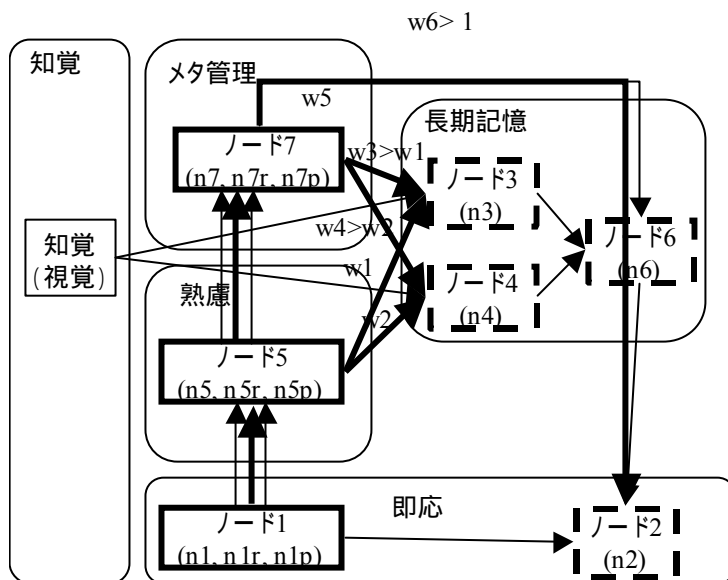 w6> 1
知覚
メタ管理
w5
長期記憶
ノード7
(n7, n7r, n7p)
w3>w1
ノード3
(n3)
w4>w2
ノード6
(n6)
知覚
(視覚)
w1
ノード4
(n4)
熟慮
w2
ノード5
(n5, n5r, n5p)
即応
ノード1
(n1, n1r, n1p)
ノード2
(n2)